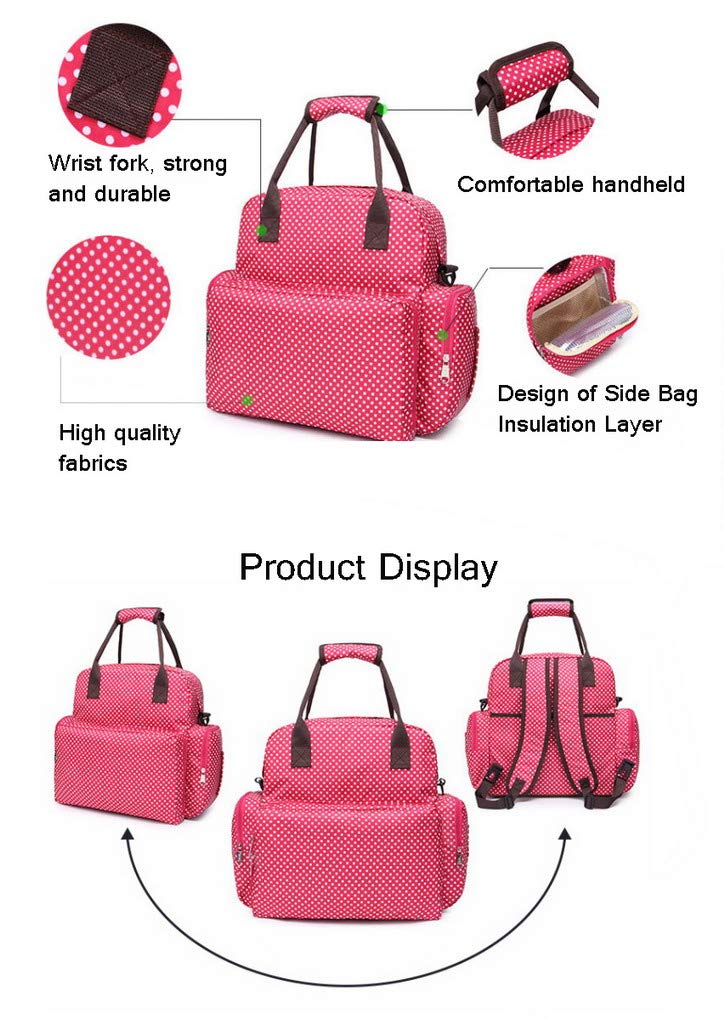 Wrist fork, strong
and durable
Comfortable handheld
High quality
fabrics
Design of Side Bag
Insulation Layer
Product Display